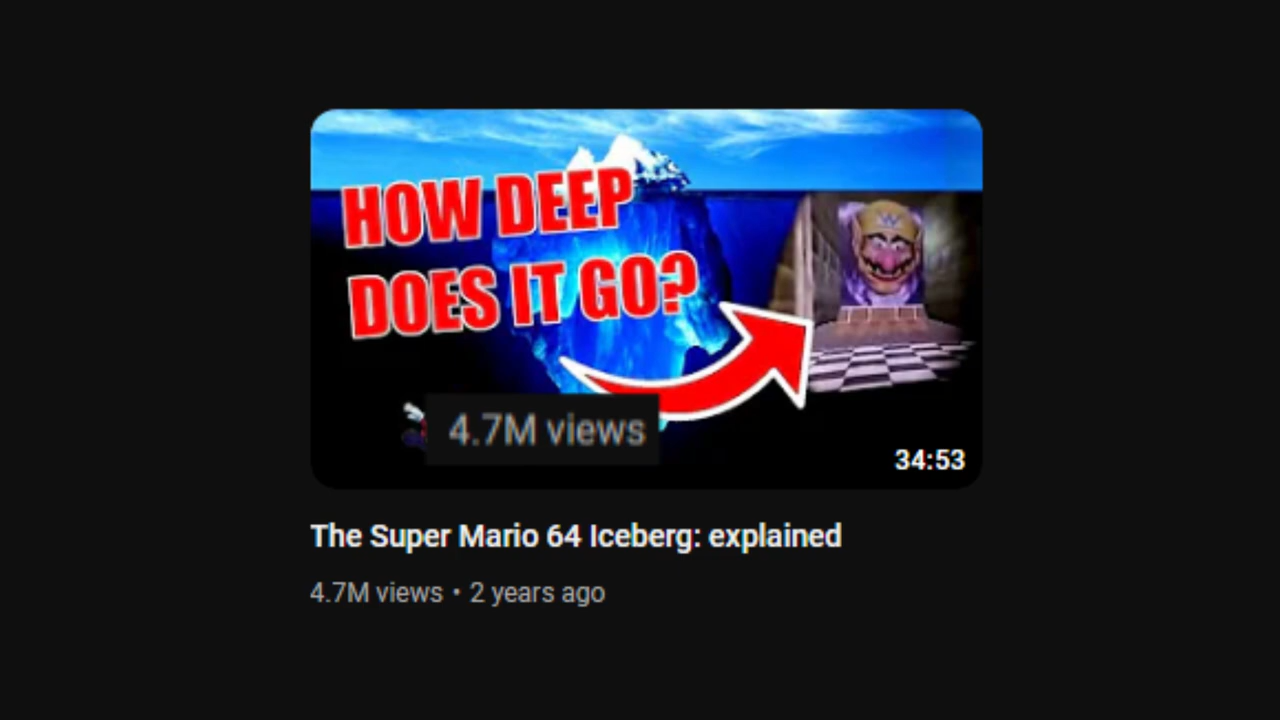 HOW DEEP
DOES IT GO?
4.7M views
34:53
The Super Mario 64 Iceberg: explained
4.7M views • 2 years ago